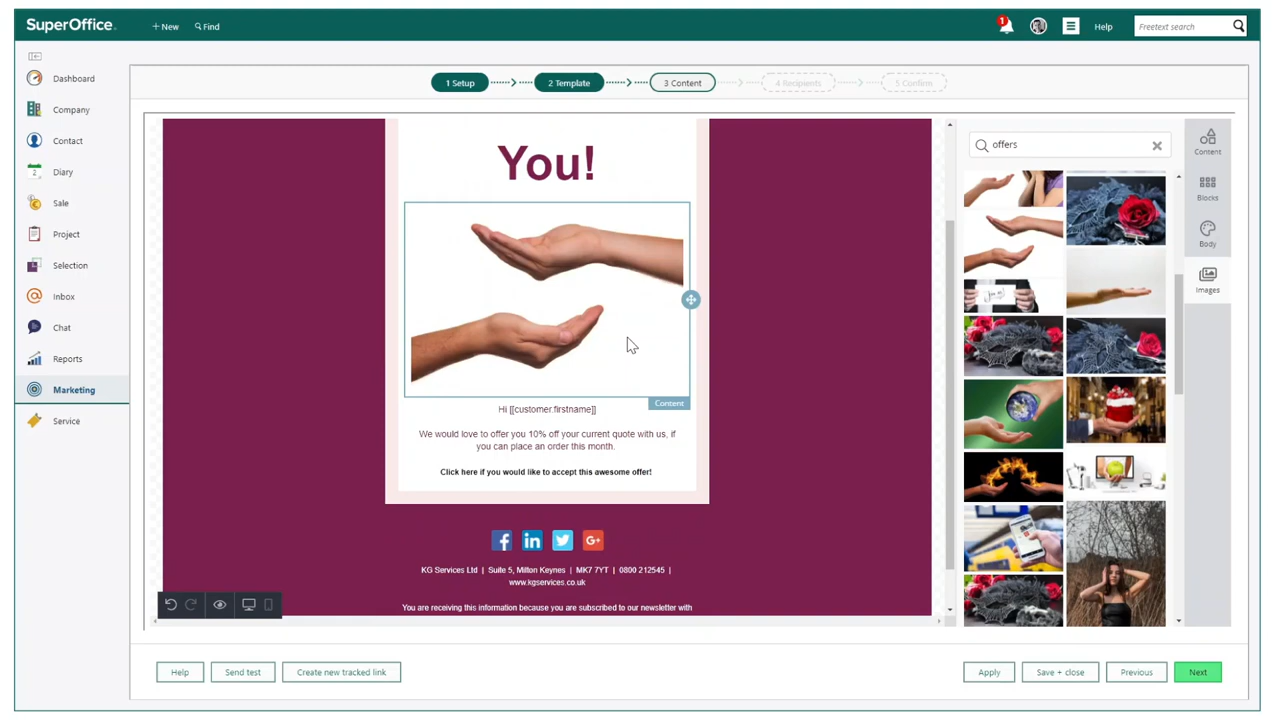 SuperOffice.
+ New
Find
1
Help
Freetext search
Dashboard
Company
Contact
2
Diary
Sale
Project
Selection
Inbox
Chat
Reports
Marketing
Service
1 Setup
2 Template
3 Content
4 Recipients
5 Confirm
You!
Content
Hi [[customer.firstname]]
We would love to offer you 10% off your current quote with us, if
you can place an order this month.
Click here if you would like to accept this awesome offer!
KG Services Ltd | Suite 5, Milton Keynes | MK7 7YT | 0800 212545 |
www.kgservices.co.uk
You are receiving this information because you are subscribed to our newsletter with
offers
Content
Blocks
Body
Images
Help
Send test
Create new tracked link
Apply
Save + close
Previous
Next